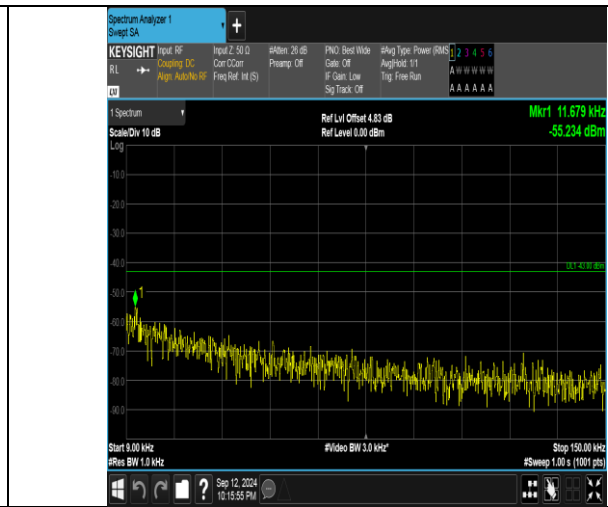 Spectrum Analyzer 1
Swept SA
+
KEYSIGHT Input: RF Input Z: 50 Ω #Atten: 26 dB PNO: Best Wide #Avg Type: Power (RMS 1 2 3 4 5 6
RL Coupling: DC Corr CCorr Preamp: Off Gate: Off Avg|Hold: 1/1 A W W W W W
Align: Auto/No RF Freq Ref: Int (S) IF Gain: Low Trig: Free Run
Sig Track: Off A A A A A A
1 Spectrum
Ref Lvl Offset 4.83 dB Mkr1 11.679 kHz
Scale/Div 10 dB Ref Level 0.00 dBm -55.234 dBm
Log
-10.0
-20.0
-30.0
-40.0
DL1 -43.00 dBm
-50.0
1
-60.0
-70.0
-80.0
-90.0
Start 9.00 kHz #Video BW 3.0 kHz* Stop 150.00 kHz
#Res BW 1.0 kHz #Sweep 1.00 s (1001 pts)
? Sep 12, 2024
10:15:55 PM